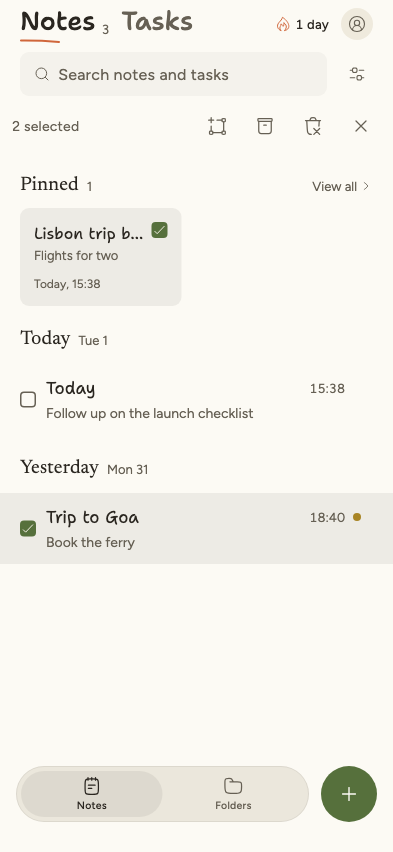 Notes 3 Tasks 1 day
Search notes and tasks
2 selected
Pinned 1 View all
Lisbon trip b...
Flights for two
Today, 15:38
Today Tue 1
Today 15:38
Follow up on the launch checklist
Yesterday Mon 31
Trip to Goa 18:40
Book the ferry
Notes Folders